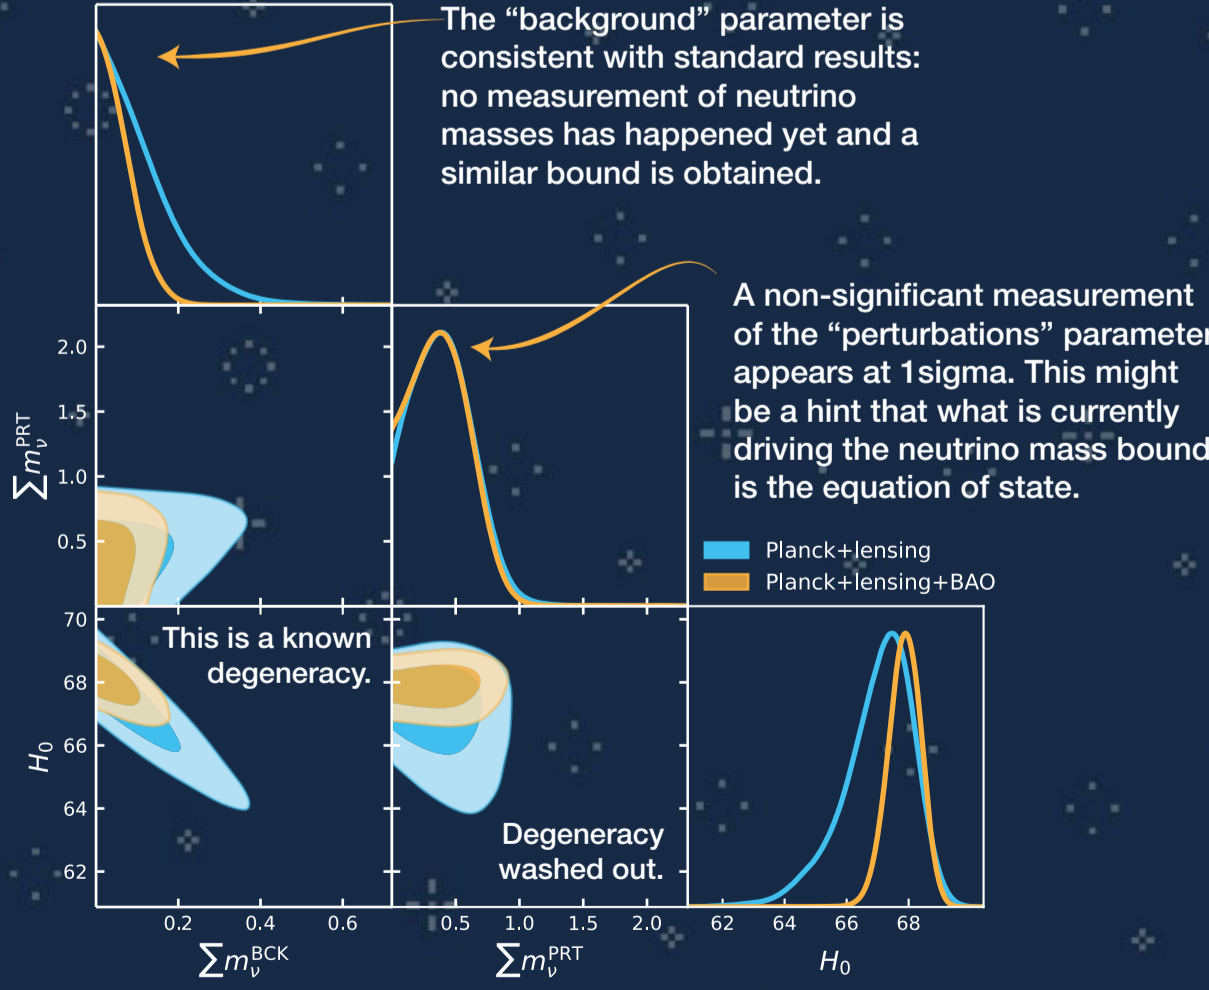 The “background” parameter is
consistent with standard results:
no measurement of neutrino
masses has happened yet and a
similar bound is obtained.
A non-significant measurement
of the “perturbations” parameter
appears at 1sigma. This might
be a hint that what is currently
driving the neutrino mass bound
is the equation of state.
Planck+lensing
Planck+lensing+BAO
∑m_ν^PRT
2.0
1.5
1.0
0.5
This is a known
degeneracy.
Degeneracy
washed out.
H₀
70
68
66
64
62
0.2 0.4 0.6
∑m_ν^BCK
0.5 1.0 1.5 2.0
∑m_ν^PRT
62 64 66 68
H₀